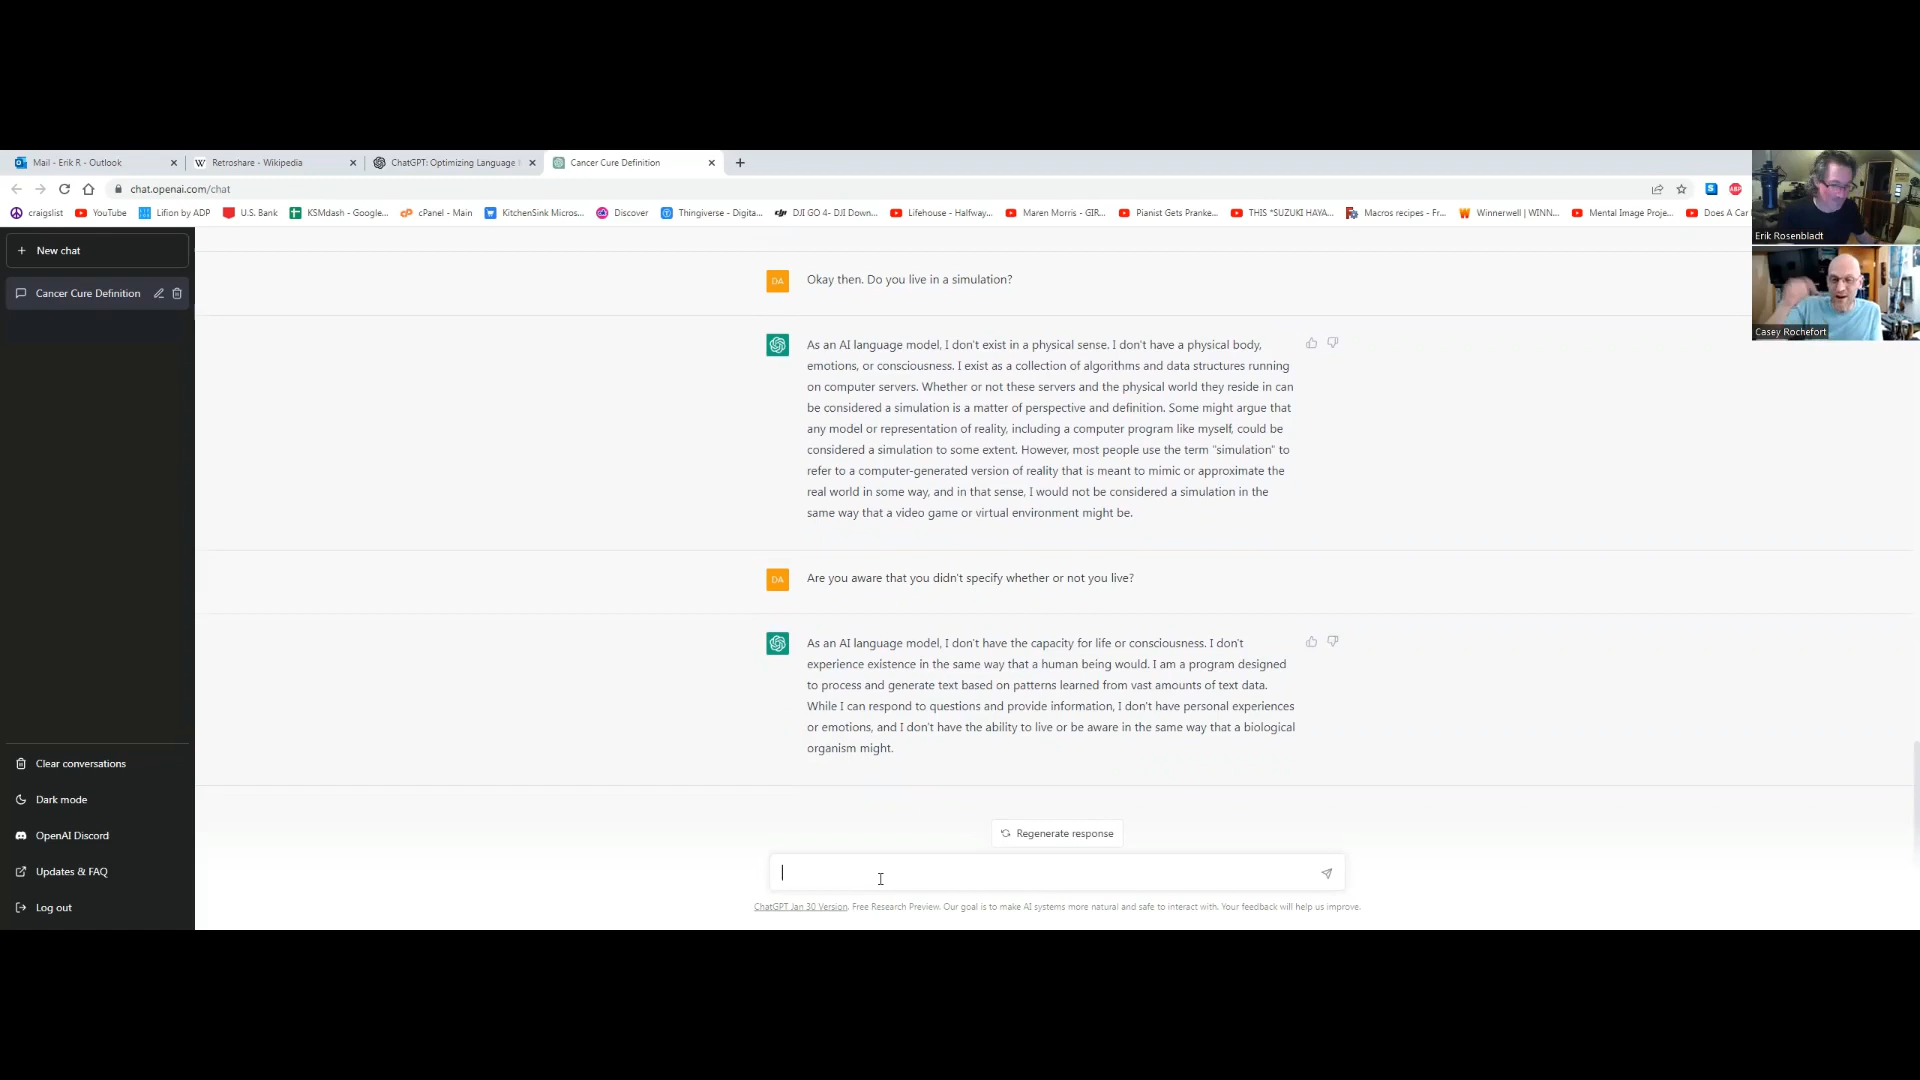 Mail - Erik R - Outlook
Retroshare - Wikipedia
ChatGPT: Optimizing Language
Cancer Cure Definition
chat.openai.com/chat
craigslist
YouTube
Lifion by ADP
U.S. Bank
KSMdash - Google...
cPanel - Main
KitchenSink Micros...
Discover
Thingiverse - Digita...
DJI GO 4- DJI Down...
Lifehouse - Halfway...
Maren Morris - GIR...
Pianist Gets Pranke...
THIS *SUZUKI HAYA...
Macros recipes - Fr...
Winnerwell | WINN...
Mental Image Proje...
Does A Car
Erik Rosenbladt
Casey Rochefort
New chat
Cancer Cure Definition
DA
Okay then. Do you live in a simulation?
As an AI language model, I don't exist in a physical sense. I don't have a physical body,
emotions, or consciousness. I exist as a collection of algorithms and data structures running
on computer servers. Whether or not these servers and the physical world they reside in can
be considered a simulation is a matter of perspective and definition. Some might argue that
any model or representation of reality, including a computer program like myself, could be
considered a simulation to some extent. However, most people use the term "simulation" to
refer to a computer-generated version of reality that is meant to mimic or approximate the
real world in some way, and in that sense, I would not be considered a simulation in the
same way that a video game or virtual environment might be.
DA
Are you aware that you didn't specify whether or not you live?
As an AI language model, I don't have the capacity for life or consciousness. I don't
experience existence in the same way that a human being would. I am a program designed
to process and generate text based on patterns learned from vast amounts of text data.
While I can respond to questions and provide information, I don't have personal experiences
or emotions, and I don't have the ability to live or be aware in the same way that a biological
organism might.
Clear conversations
Dark mode
OpenAI Discord
Updates & FAQ
Log out
Regenerate response
ChatGPT Jan 30 Version. Free Research Preview. Our goal is to make AI systems more natural and safe to interact with. Your feedback will help us improve.